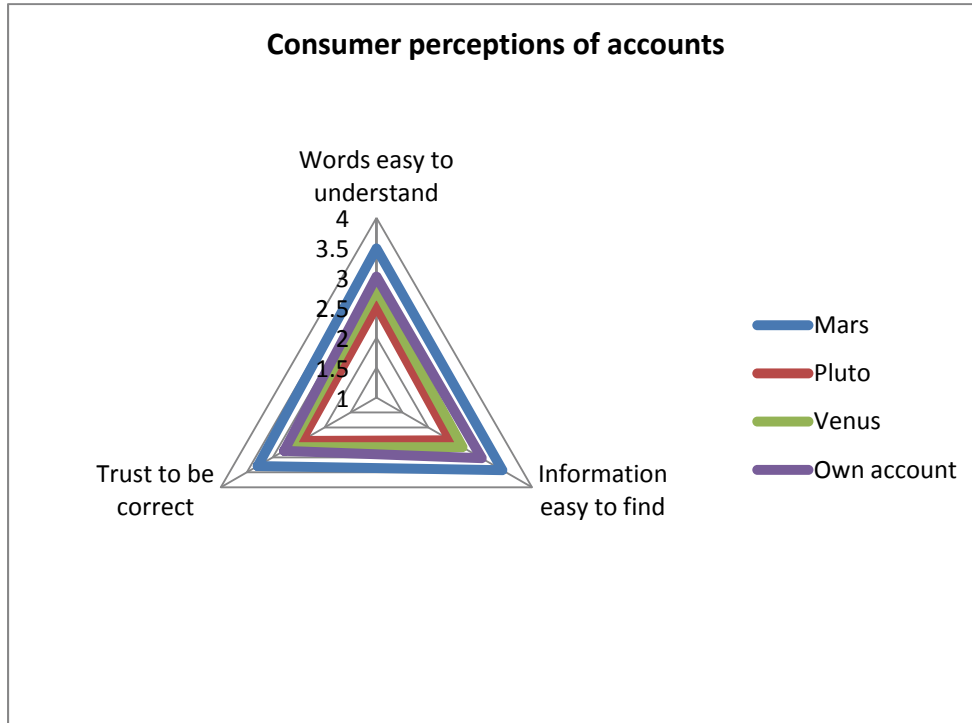 Consumer perceptions of accounts
Words easy to
understand
4
3.5
3
2.5
2
1.5
1
Trust to be
correct
Information
easy to find
Mars
Pluto
Venus
Own account